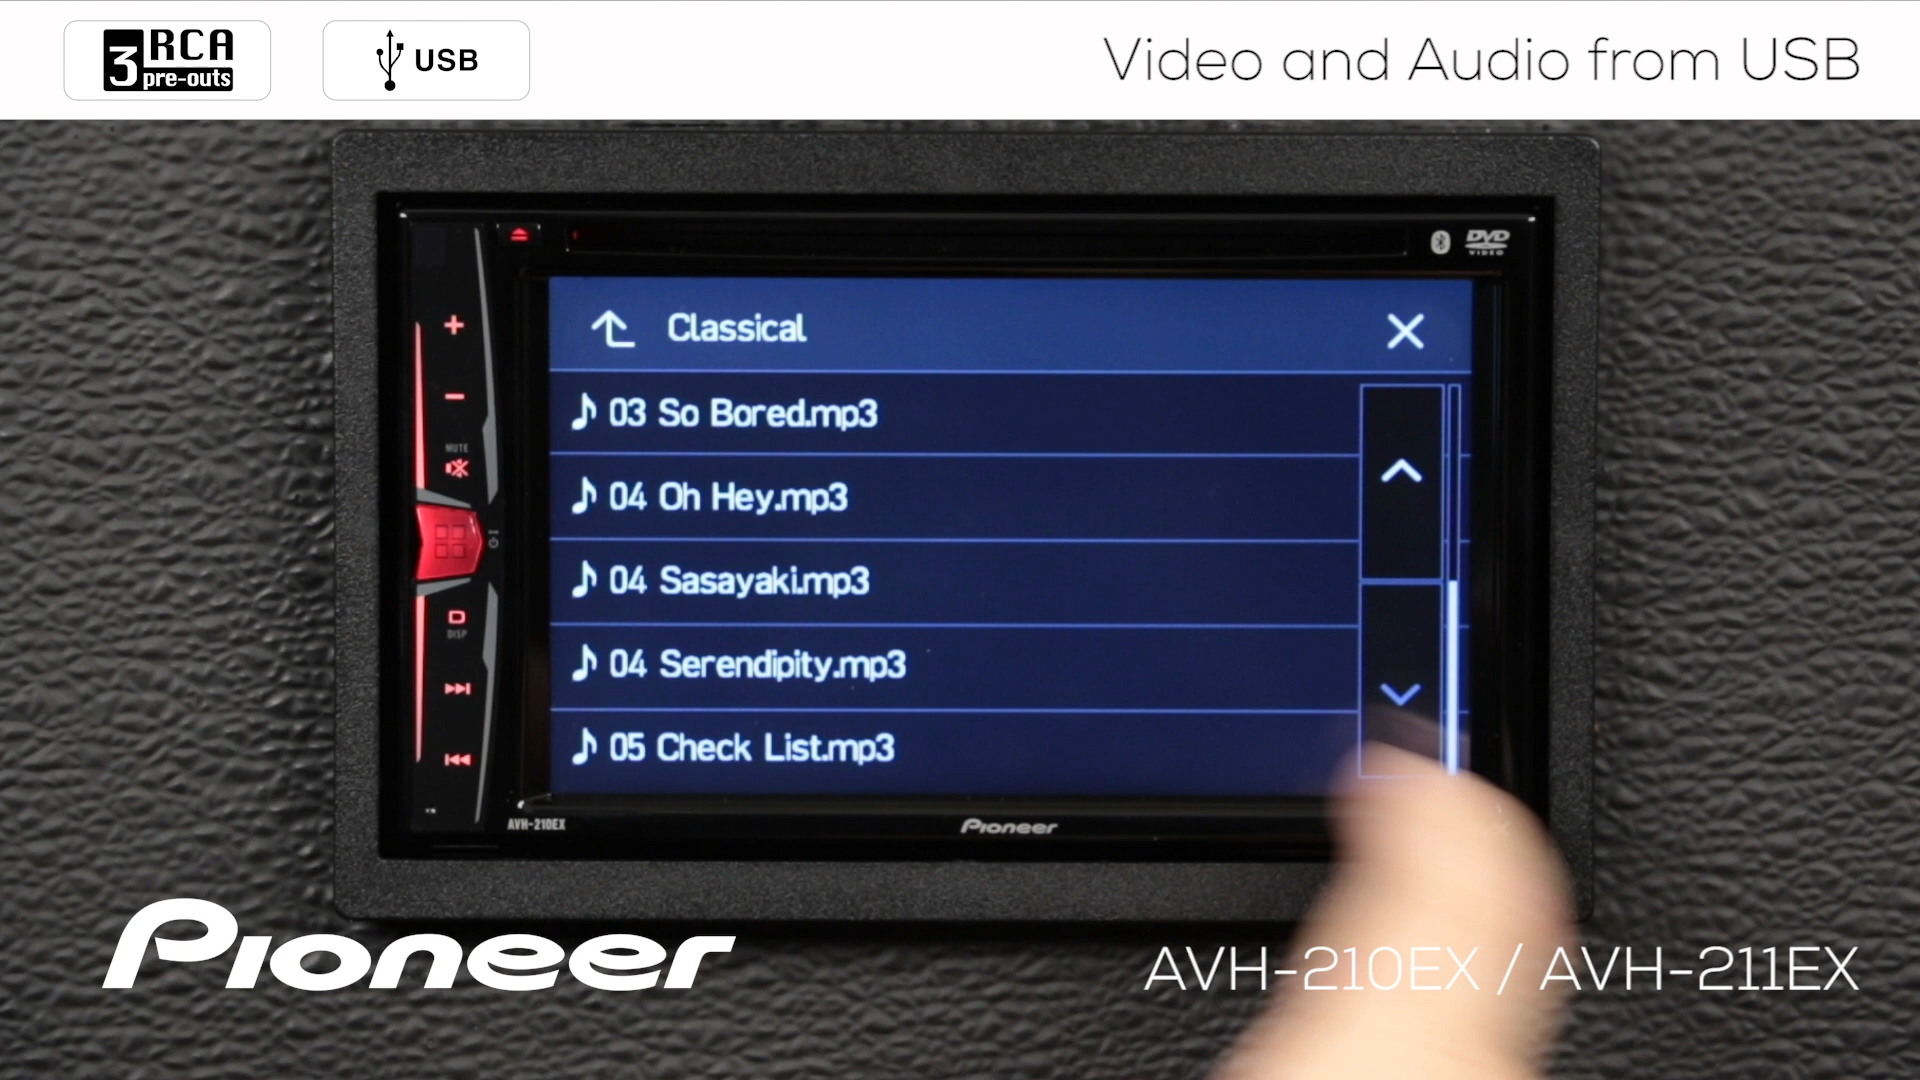 3 RCA
pre-outs
USB
Video and Audio from USB
DVD
VIDEO
Classical
03 So Bored.mp3
04 Oh Hey.mp3
04 Sasayaki.mp3
04 Serendipity.mp3
05 Check List.mp3
MUTE
D
DISP
AVH-210EX
Pioneer
Pioneer
AVH-210EX / AVH-211EX